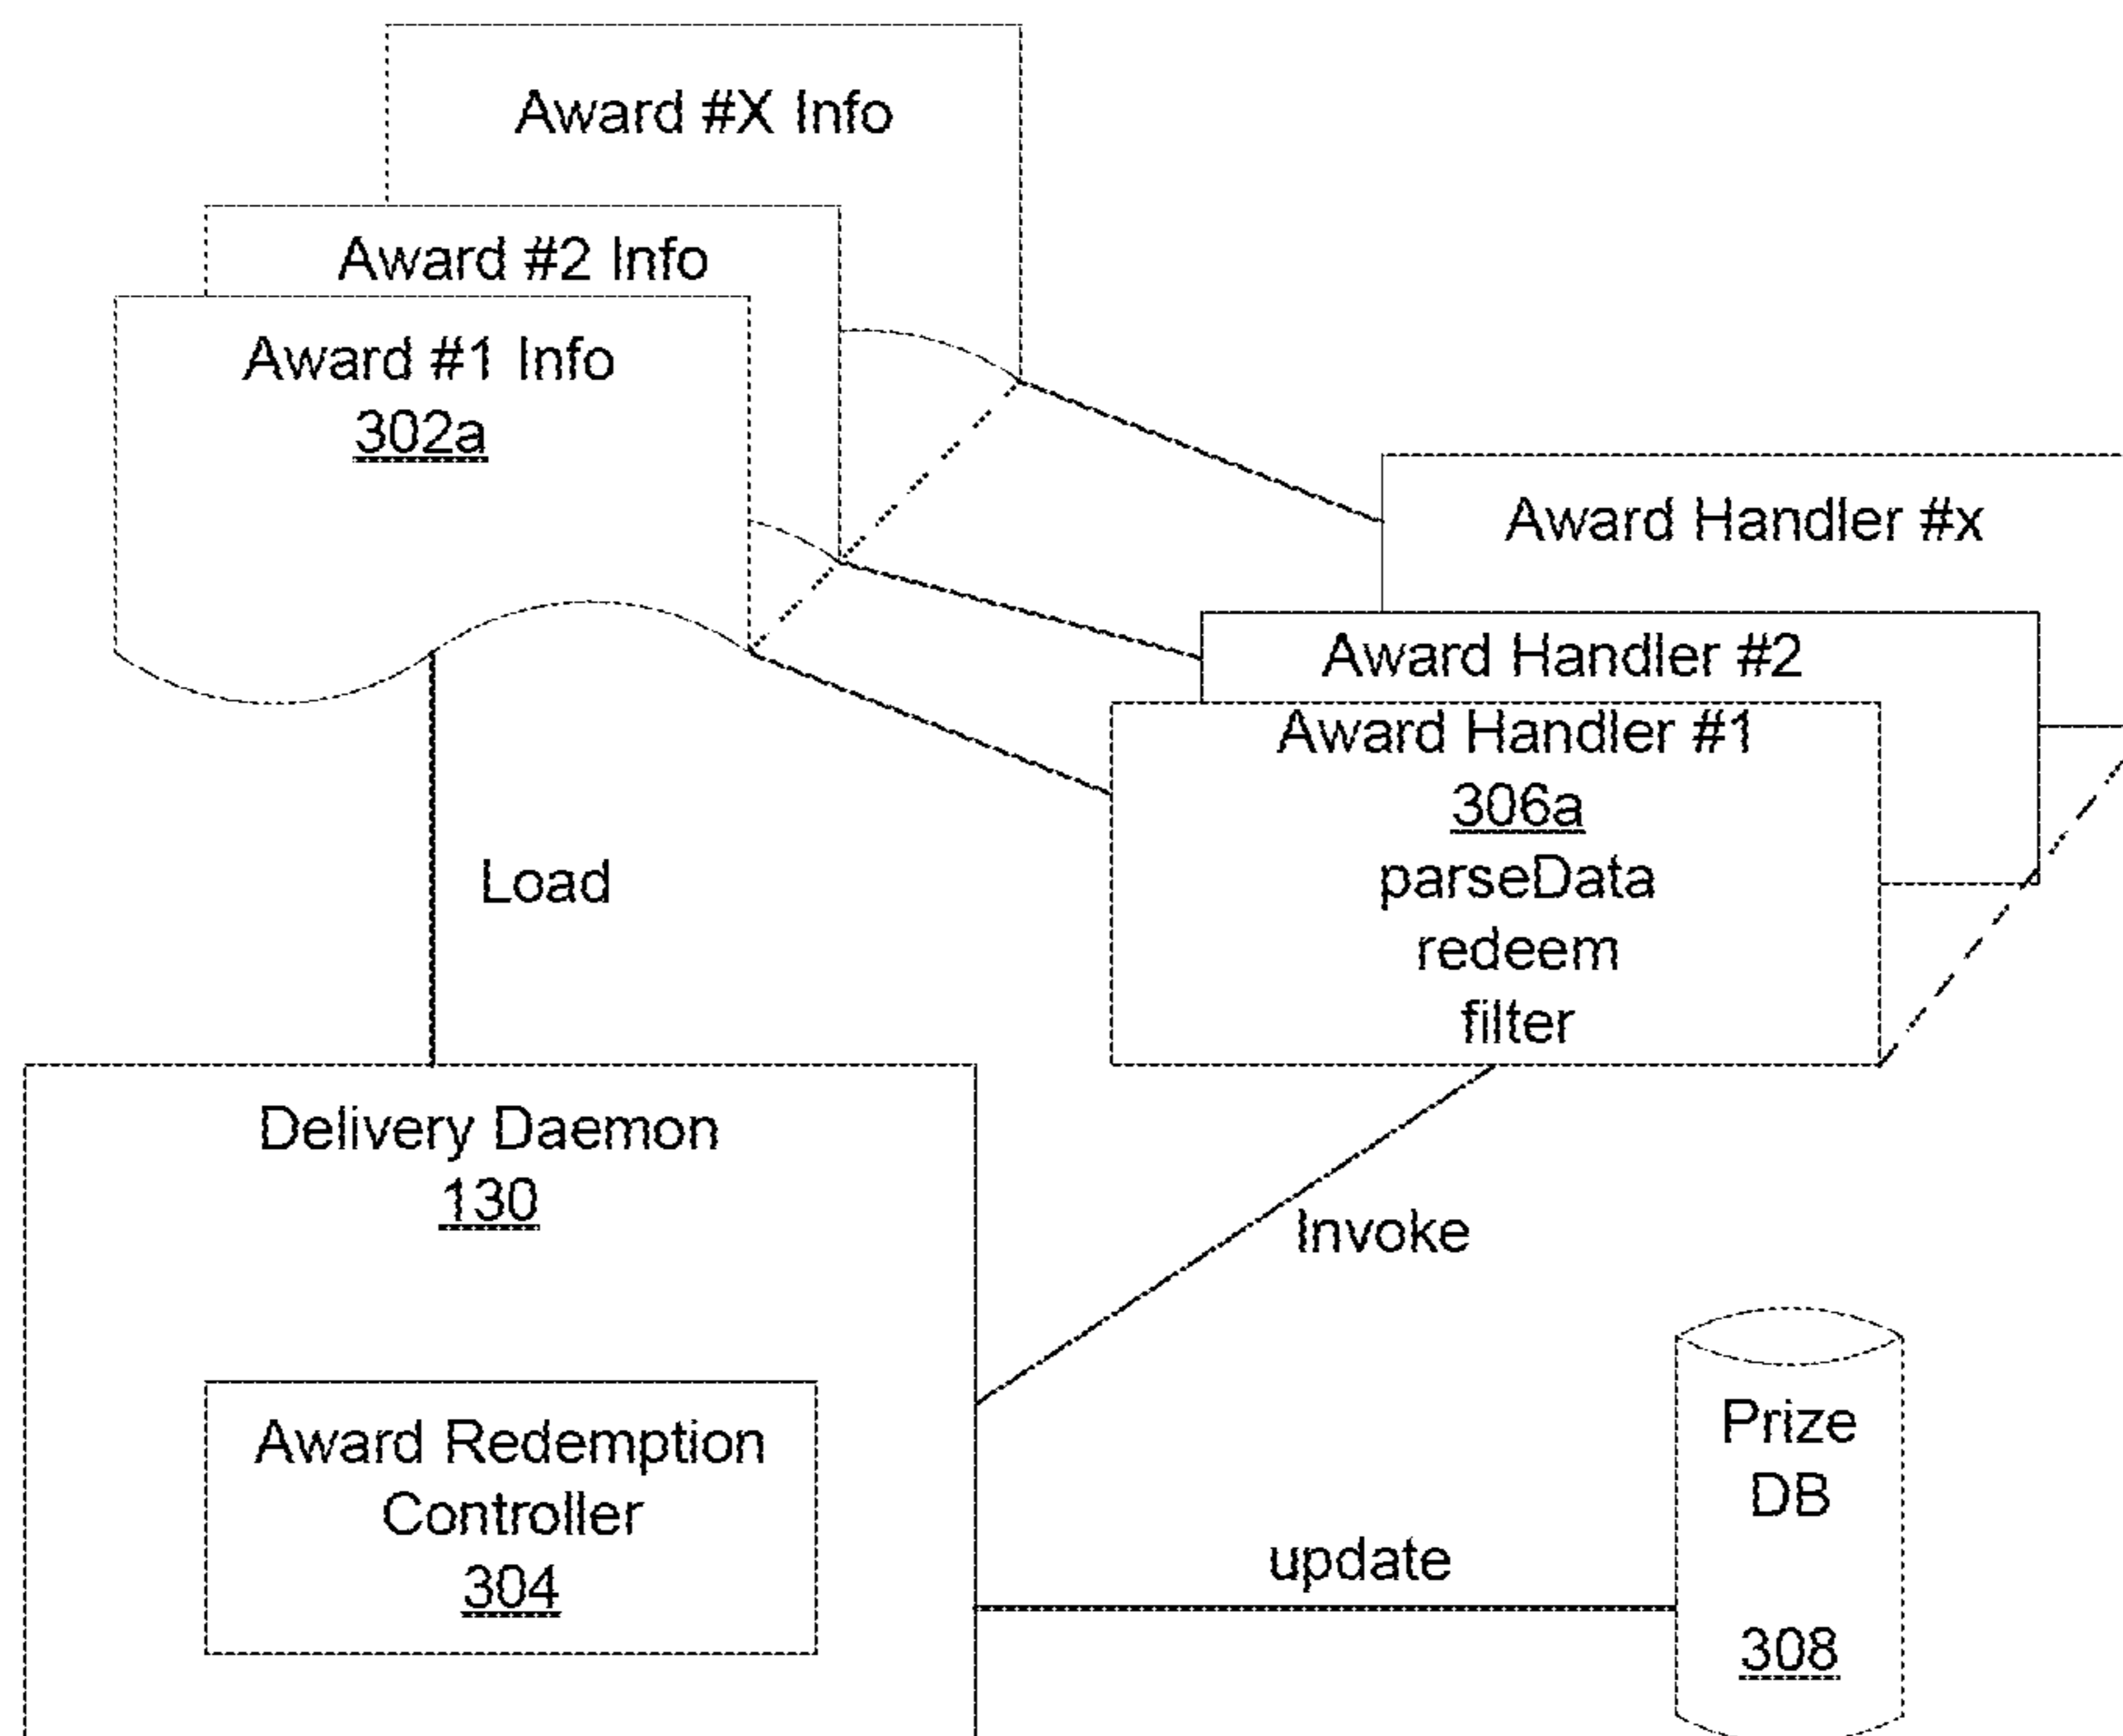 Award #X Info
Award #2 Info
Award #1 Info
302a
Award Handler #x
Award Handler #2
Award Handler #1
306a
parseData
redeem
filter
Load
Delivery Daemon
130
Invoke
Award Redemption
Controller
304
update
Prize
DB
308